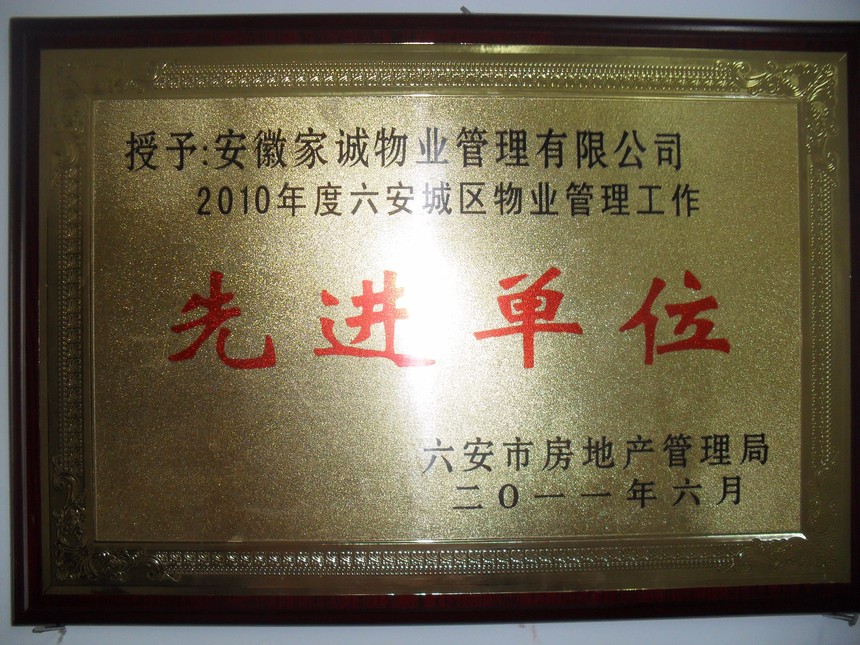 授予:安徽家诚物业管理有限公司
2010年度六安城区物业管理工作
先进单位
六安市房地产管理局
二〇一一年六月